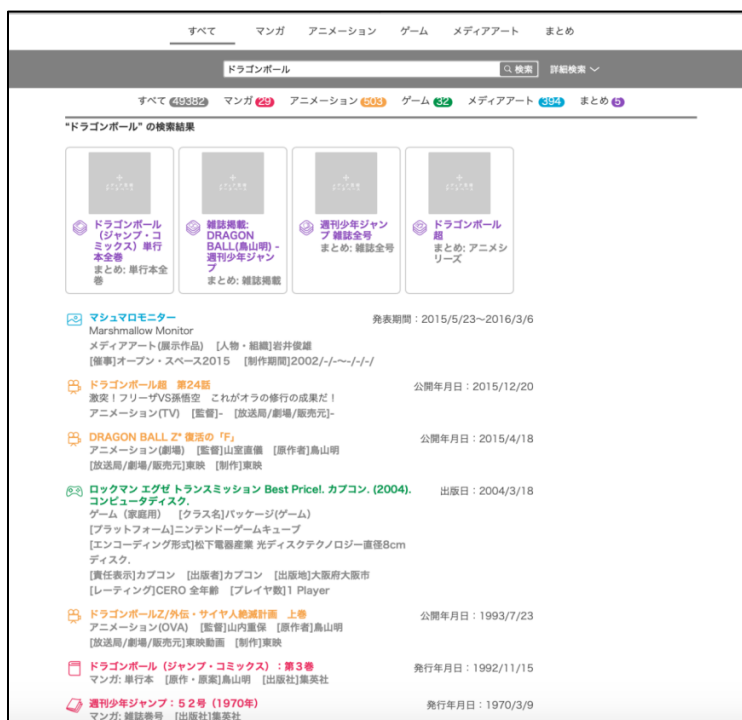 すべて マンガ アニメーション ゲーム メディアアート まとめ
ドラゴンボール 検索 詳細検索
すべて 49382 マンガ 29 アニメーション 503 ゲーム 32 メディアアート 394 まとめ 5
"ドラゴンボール" の検索結果
ドラゴンボール
（ジャンプ・コ
ミックス）単行
本全巻
まとめ: 単行本全
巻
雑誌掲載:
DRAGON
BALL(鳥山明) -
週刊少年ジャン
プ
まとめ: 雑誌掲載
週刊少年ジャン
プ 雑誌全号
まとめ: 雑誌全号
ドラゴンボール
超
まとめ: アニメシ
リーズ
マシュマロモニター 発表期間：2015/5/23～2016/3/6
Marshmallow Monitor
メディアアート(展示作品) [人物・組織]岩井俊雄
[催事]オープン・スペース2015 [制作期間]2002/-/-～-/-/-/
ドラゴンボール超 第24話 公開年月日：2015/12/20
激突！フリーザVS孫悟空 これがオラの修行の成果だ！
アニメーション(TV) [監督]- [放送局/劇場/販売元]-
DRAGON BALL Z* 復活の「F」 公開年月日：2015/4/18
アニメーション(劇場) [監督]山室直儀 [原作者]鳥山明
[放送局/劇場/販売元]東映 [制作]東映
ロックマン エグゼ トランスミッション Best Price!. カプコン. (2004). 出版日：2004/3/18
コンピュータディスク.
ゲーム（家庭用） [クラス名]パッケージ(ゲーム)
[プラットフォーム]ニンテンドーゲームキューブ
[エンコーディング形式]松下電器産業 光ディスクテクノロジー直径8cm
ディスク.
[責任表示]カプコン [出版者]カプコン [出版地]大阪府大阪市
[レーティング]CERO 全年齢 [プレイヤ数]1 Player
ドラゴンボールZ/外伝・サイヤ人絶滅計画 上巻 公開年月日：1993/7/23
アニメーション(OVA) [監督]山内重保 [原作者]鳥山明
[放送局/劇場/販売元]東映動画 [制作]東映
ドラゴンボール（ジャンプ・コミックス）：第３巻 発行年月日：1992/11/15
マンガ: 単行本 [原作・原案]鳥山明 [出版社]集英社
週刊少年ジャンプ：５２号（1970年） 発行年月日：1970/3/9
マンガ: 雑誌巻号 [出版社]集英社